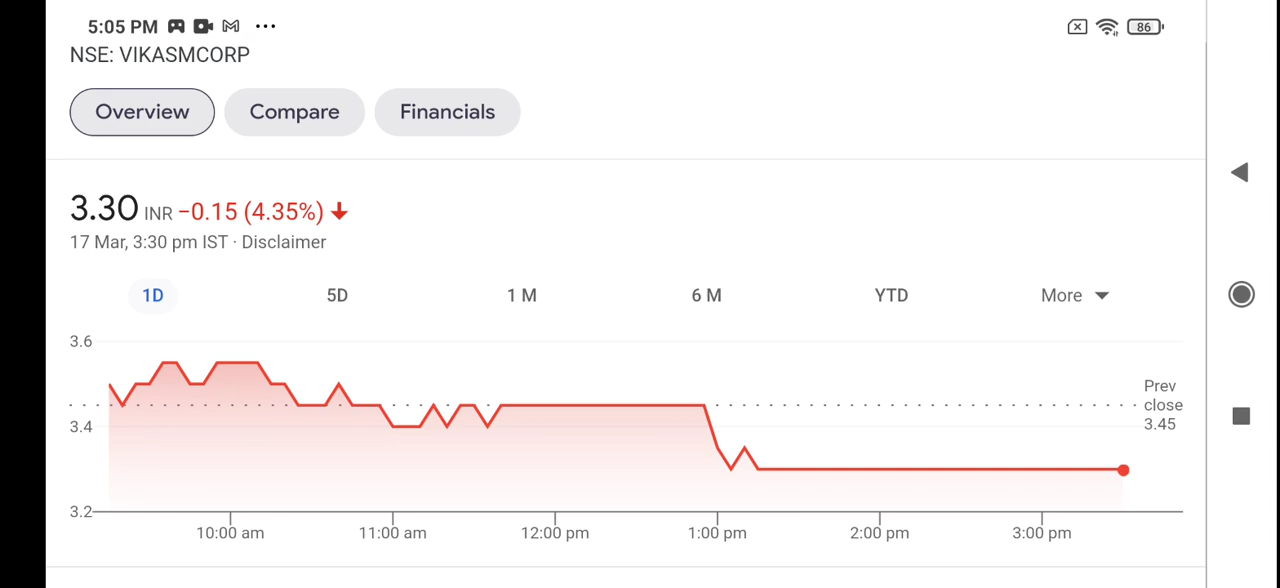 5:05 PM ... 86
NSE: VIKASMCORP
Overview Compare Financials
3.30 INR −0.15 (4.35%)
17 Mar, 3:30 pm IST · Disclaimer
1D 5D 1 M 6 M YTD More
3.6
Prev
close
3.45
3.4
3.2
10:00 am 11:00 am 12:00 pm 1:00 pm 2:00 pm 3:00 pm